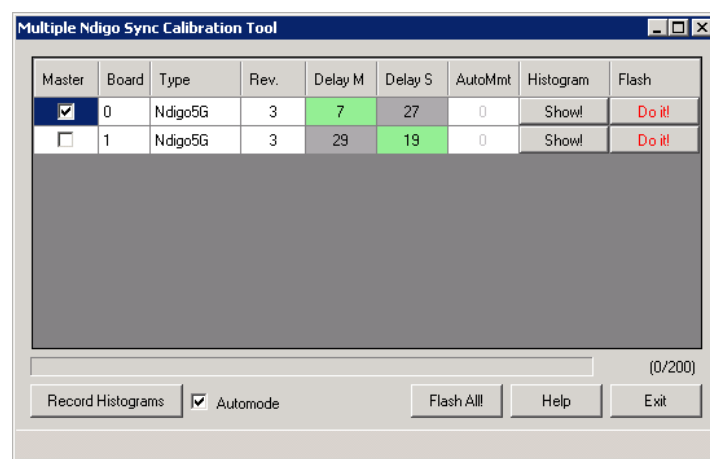 Multiple Ndigo Sync Calibration Tool
Master Board Type Rev. Delay M Delay S AutoMmt Histogram Flash
0 Ndigo5G 3 7 27 0 Show! Do it!
1 Ndigo5G 3 29 19 0 Show! Do it!
(0/200)
Record Histograms Automode Flash All! Help Exit